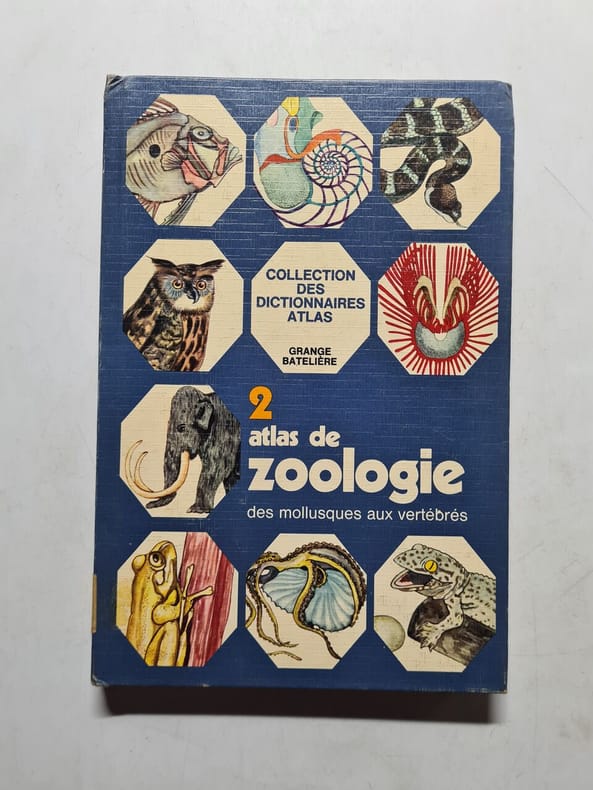 COLLECTION
DES
DICTIONNAIRES
ATLAS
GRANGE
BATELIÈRE
2
atlas de
zoologie
des mollusques aux vertébrés